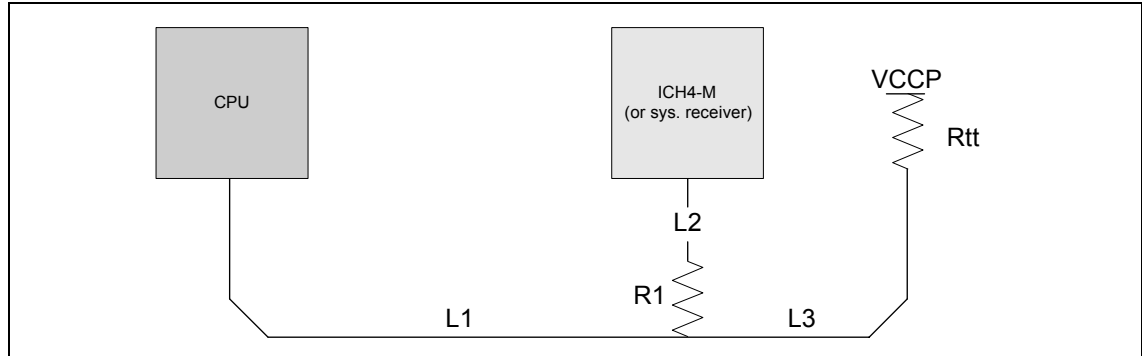 CPU
ICH4-M
(or sys. receiver)
VCCP
Rtt
L2
R1
L1
L3